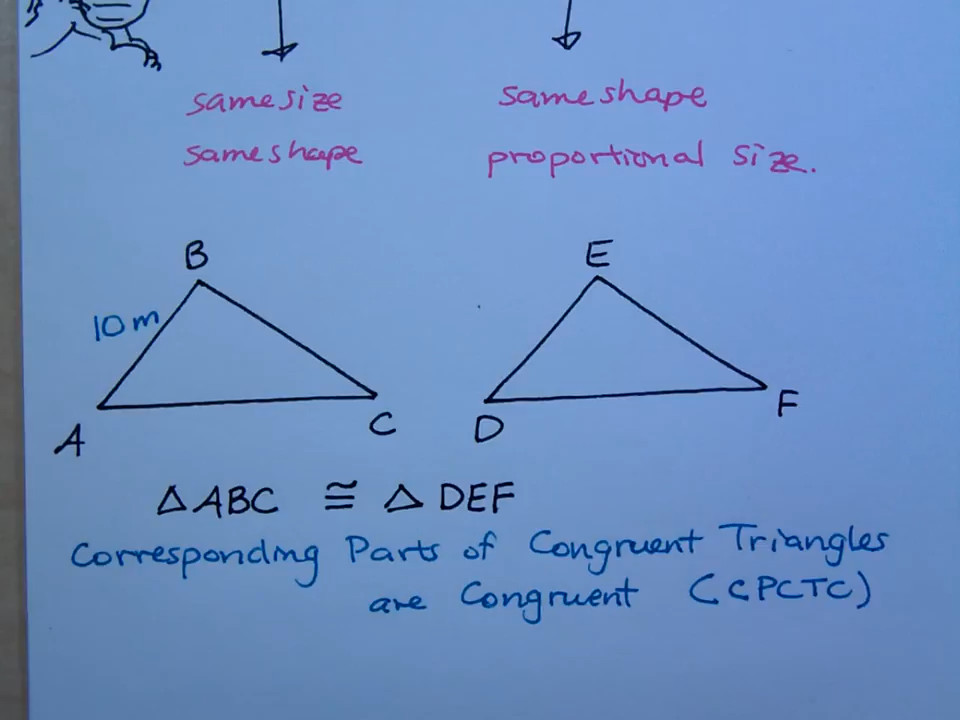 same size
same shape
same shape
proportional size.
B
10 m
A
C
E
D
F
△ABC ≅ △DEF
Corresponding Parts of Congruent Triangles
are Congruent (CPCTC)